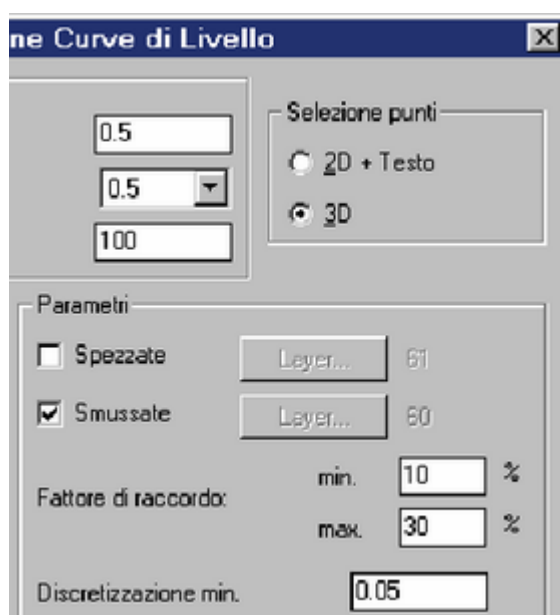 ne Curve di Livello
0.5
0.5
100
Selezione punti
2D + Testo
3D
Parametri
Spezzate Layer... 61
Smussate Layer... 60
Fattore di raccordo:
min. 10 %
max. 30 %
Discretizzazione min. 0.05